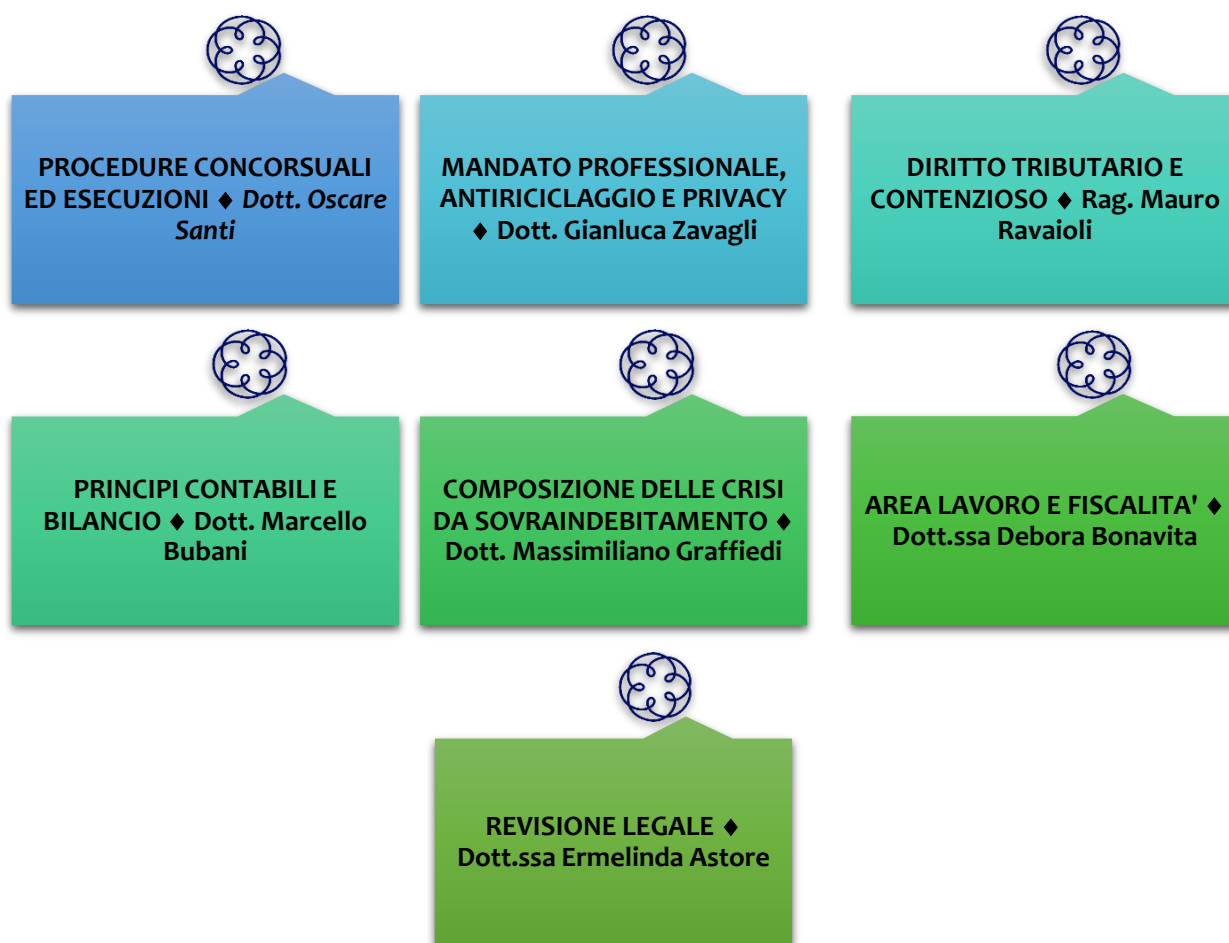 PROCEDURE CONCORSUALI
ED ESECUZIONI ♦ Dott. Oscare
Santi
MANDATO PROFESSIONALE,
ANTIRICICLAGGIO E PRIVACY
♦ Dott. Gianluca Zavagli
DIRITTO TRIBUTARIO E
CONTENZIOSO ♦ Rag. Mauro
Ravaioli
PRINCIPI CONTABILI E
BILANCIO ♦ Dott. Marcello
Bubani
COMPOSIZIONE DELLE CRISI
DA SOVRAINDEBITAMENTO ♦
Dott. Massimiliano Graffiedi
AREA LAVORO E FISCALITA' ♦
Dott.ssa Debora Bonavita
REVISIONE LEGALE ♦
Dott.ssa Ermelinda Astore